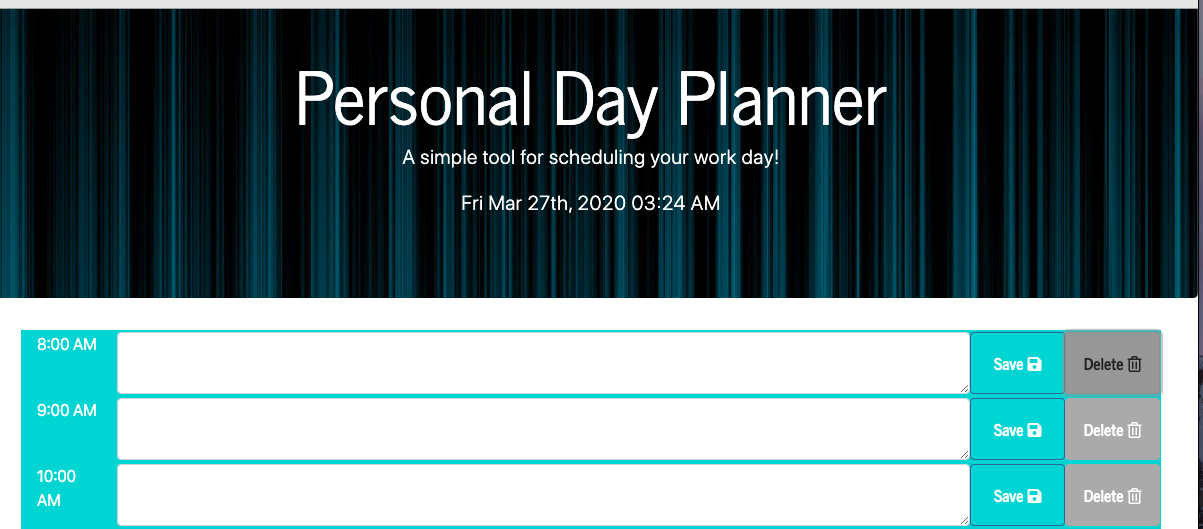 Personal Day Planner
A simple tool for scheduling your work day!
Fri Mar 27th, 2020 03:24 AM
8:00 AM
Save
Delete
9:00 AM
Save
Delete
10:00
AM
Save
Delete